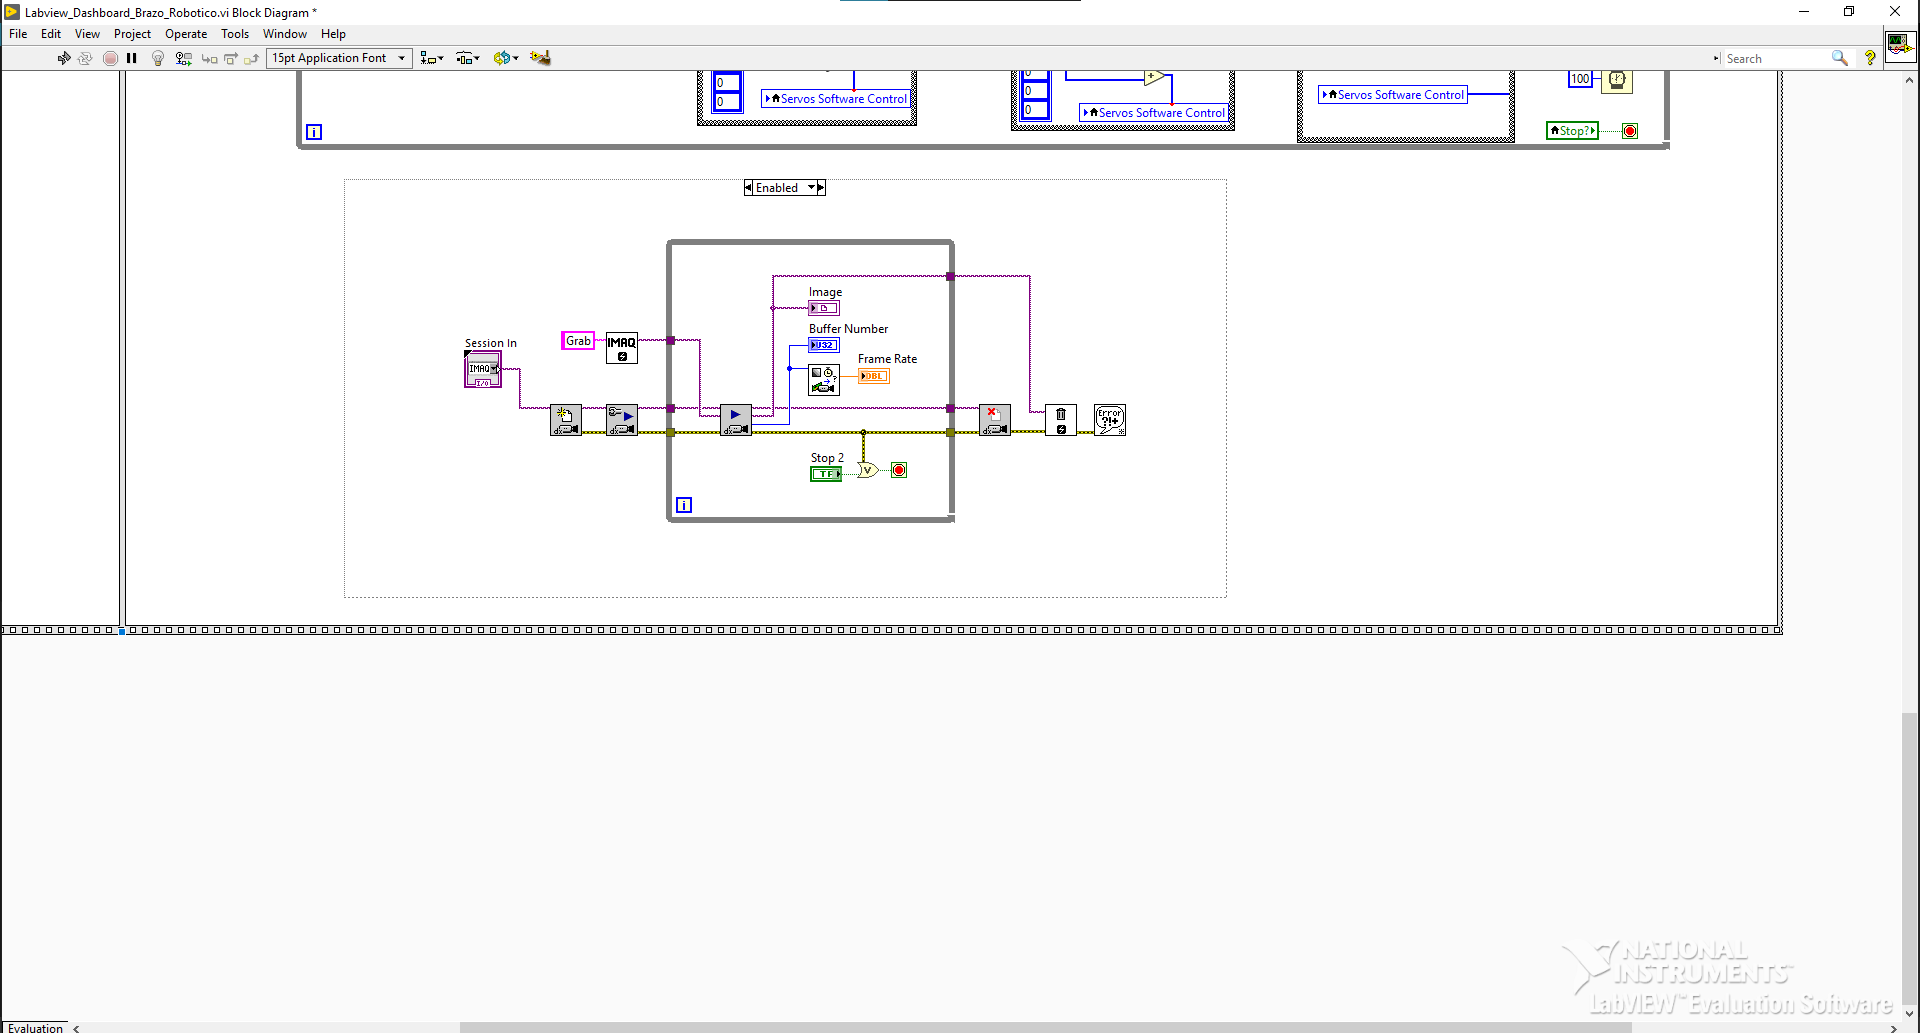 Labview_Dashboard_Brazo_Robotico.vi Block Diagram *
File Edit View Project Operate Tools Window Help
15pt Application Font
Search
0
0
Servos Software Control
0
0
0
Servos Software Control
Servos Software Control
100
Stop?
i
Enabled
Image
Buffer Number
U32
Frame Rate
DBL
Session In
IMAQ
I/O
Grab
IMAQ
Error
?!+
Stop 2
TF
V
i
NATIONAL
INSTRUMENTS™
LabVIEW™ Evaluation Software
Evaluation